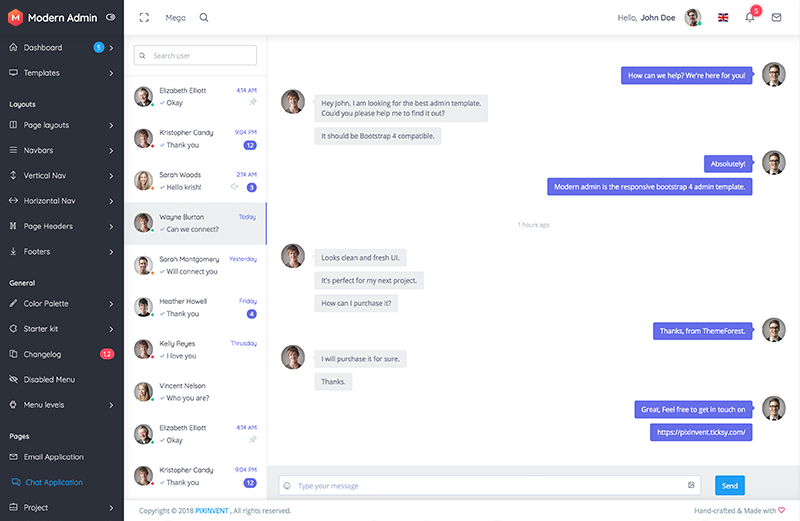 Modern Admin
Mega
Hello, John Doe
5
Dashboard
5
Templates
Layouts
Page layouts
Navbars
Vertical Nav
Horizontal Nav
Page Headers
Footers
General
Color Palette
Starter kit
Changelog
1.2
Disabled Menu
Menu levels
Pages
Email Application
Chat Application
Project
Search user
Elizabeth Elliott 4:14 AM
Okay
Kristopher Candy 9:04 PM
Thank you 12
Sarah Woods 2:14 AM
Hello krish! 3
Wayne Burton Today
Can we connect?
Sarah Montgomery Yesterday
Will connect you
Heather Howell Friday
Thank you 4
Kelly Reyes Thrusday
I love you
Vincent Nelson
Who you are?
Elizabeth Elliott 4:14 AM
Okay
Kristopher Candy 9:04 PM
Thank you 12
How can we help? We're here for you!
Hey John, I am looking for the best admin template.
Could you please help me to find it out?
It should be Bootstrap 4 compatible.
Absolutely!
Modern admin is the responsive bootstrap 4 admin template.
1 hours ago
Looks clean and fresh UI.
It's perfect for my next project.
How can I purchase it?
Thanks, from ThemeForest.
I will purchase it for sure.
Thanks.
Great, Feel free to get in touch on
https://pixinvent.ticksy.com/
Type your message
Send
Copyright © 2018 PIXINVENT , All rights reserved.
Hand-crafted & Made with